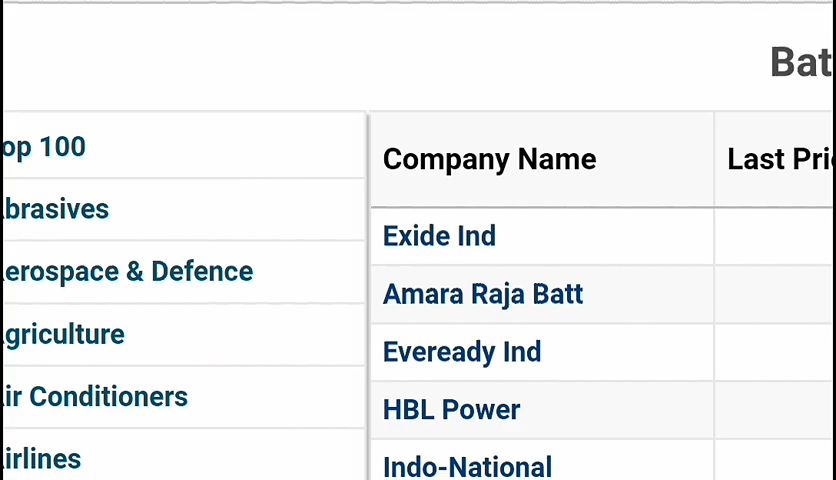 Bat
op 100
brasives
erospace & Defence
griculture
ir Conditioners
irlines
Company Name
Last Pri
Exide Ind
Amara Raja Batt
Eveready Ind
HBL Power
Indo-National